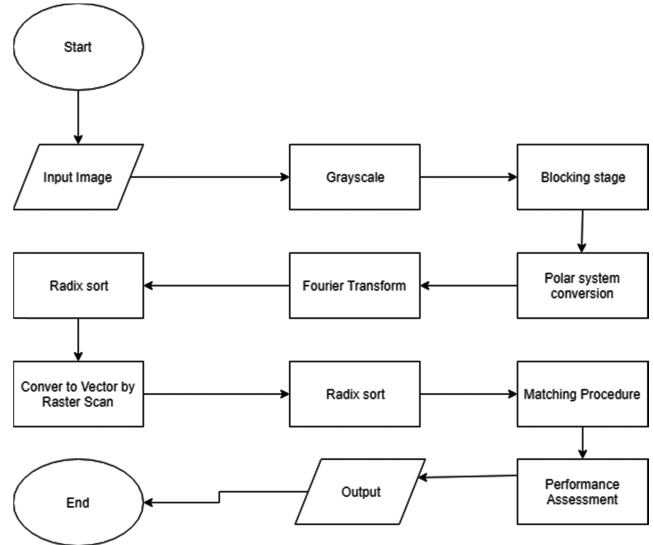 Start
Input Image
Grayscale
Blocking stage
Polar system
conversion
Fourier Transform
Radix sort
Conver to Vector by
Raster Scan
Radix sort
Matching Procedure
Performance
Assessment
Output
End